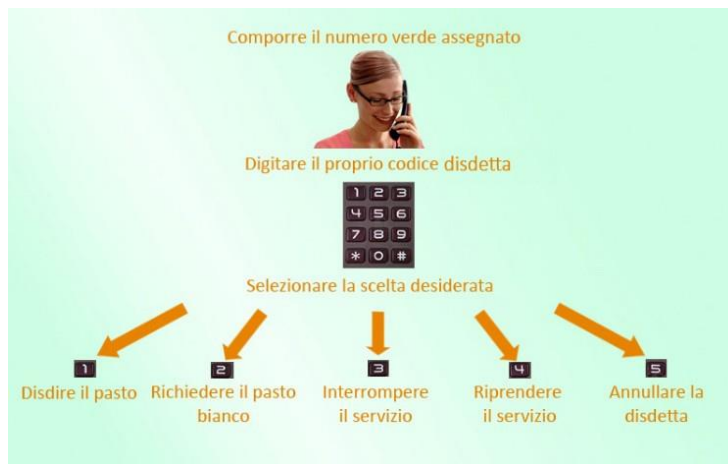 Comporre il numero verde assegnato
Digitare il proprio codice disdetta
1 2 3
4 5 6
7 8 9
* 0 #
Selezionare la scelta desiderata
1
Disdire il pasto
2
Richiedere il pasto
bianco
3
Interrompere
il servizio
4
Riprendere
il servizio
5
Annullare la
disdetta